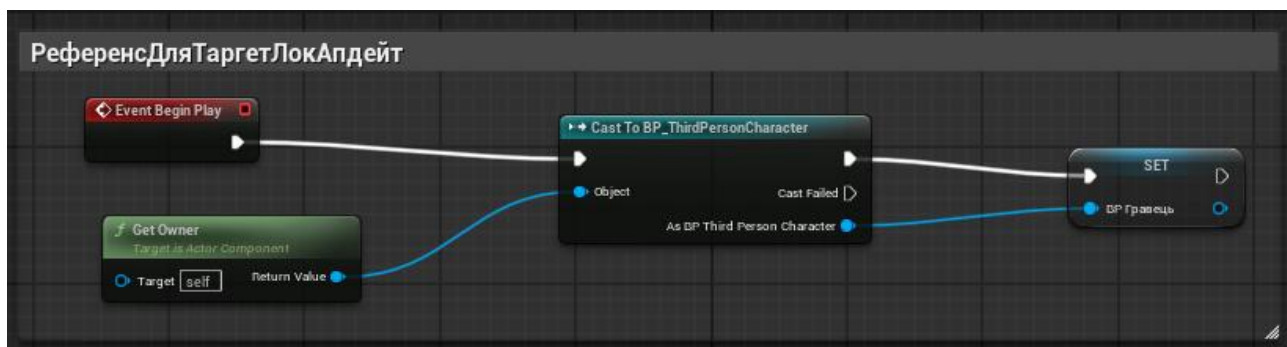 РеференсДляТаргетЛокАпдейт
Event Begin Play
Cast To BP_ThirdPersonCharacter
SET
Object
Cast Failed
BP Гравець
As BP Third Person Character
f Get Owner
Target is Actor Component
Target self
Return Value